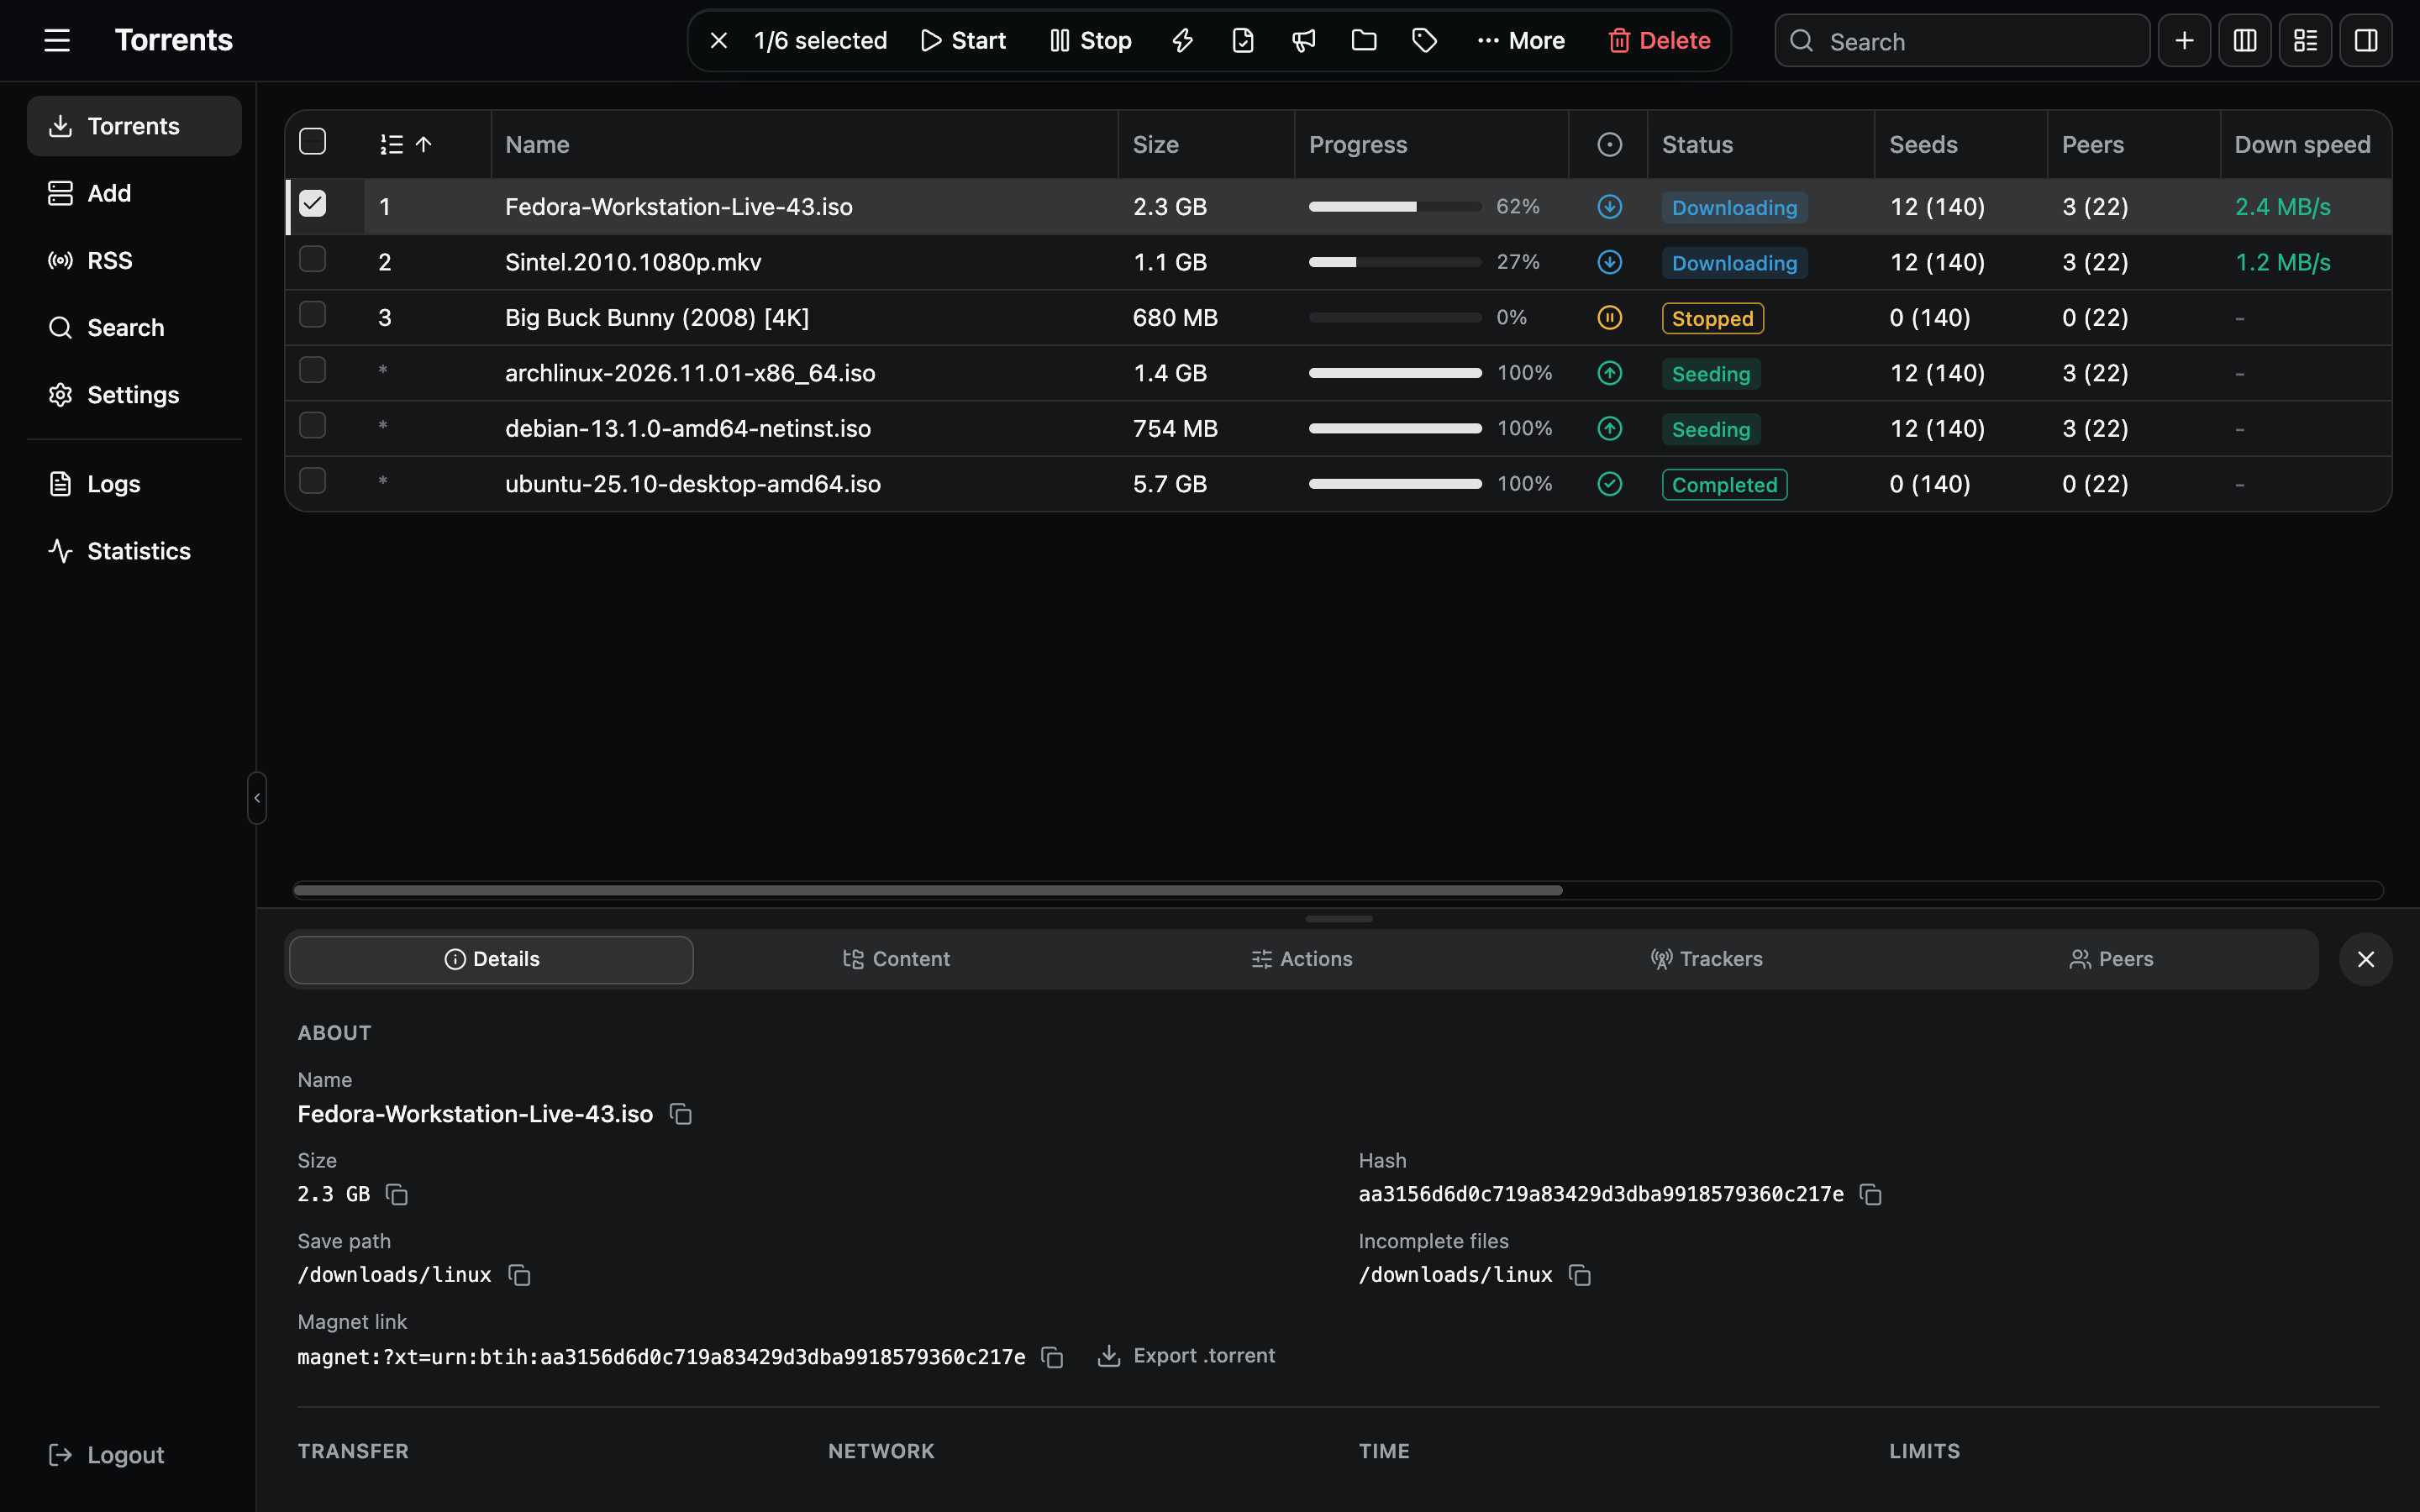 Torrents
1/6 selected Start Stop More Delete
Search
Torrents
Add
RSS
Search
Settings
Logs
Statistics
Logout
Name Size Progress Status Seeds Peers Down speed
1 Fedora-Workstation-Live-43.iso 2.3 GB 62% Downloading 12 (140) 3 (22) 2.4 MB/s
2 Sintel.2010.1080p.mkv 1.1 GB 27% Downloading 12 (140) 3 (22) 1.2 MB/s
3 Big Buck Bunny (2008) [4K] 680 MB 0% Stopped 0 (140) 0 (22) -
* archlinux-2026.11.01-x86_64.iso 1.4 GB 100% Seeding 12 (140) 3 (22) -
* debian-13.1.0-amd64-netinst.iso 754 MB 100% Seeding 12 (140) 3 (22) -
* ubuntu-25.10-desktop-amd64.iso 5.7 GB 100% Completed 0 (140) 0 (22) -
Details Content Actions Trackers Peers
ABOUT
Name
Fedora-Workstation-Live-43.iso
Size Hash
2.3 GB aa3156d6d0c719a83429d3dba9918579360c217e
Save path Incomplete files
/downloads/linux /downloads/linux
Magnet link
magnet:?xt=urn:btih:aa3156d6d0c719a83429d3dba9918579360c217e Export .torrent
TRANSFER NETWORK TIME LIMITS